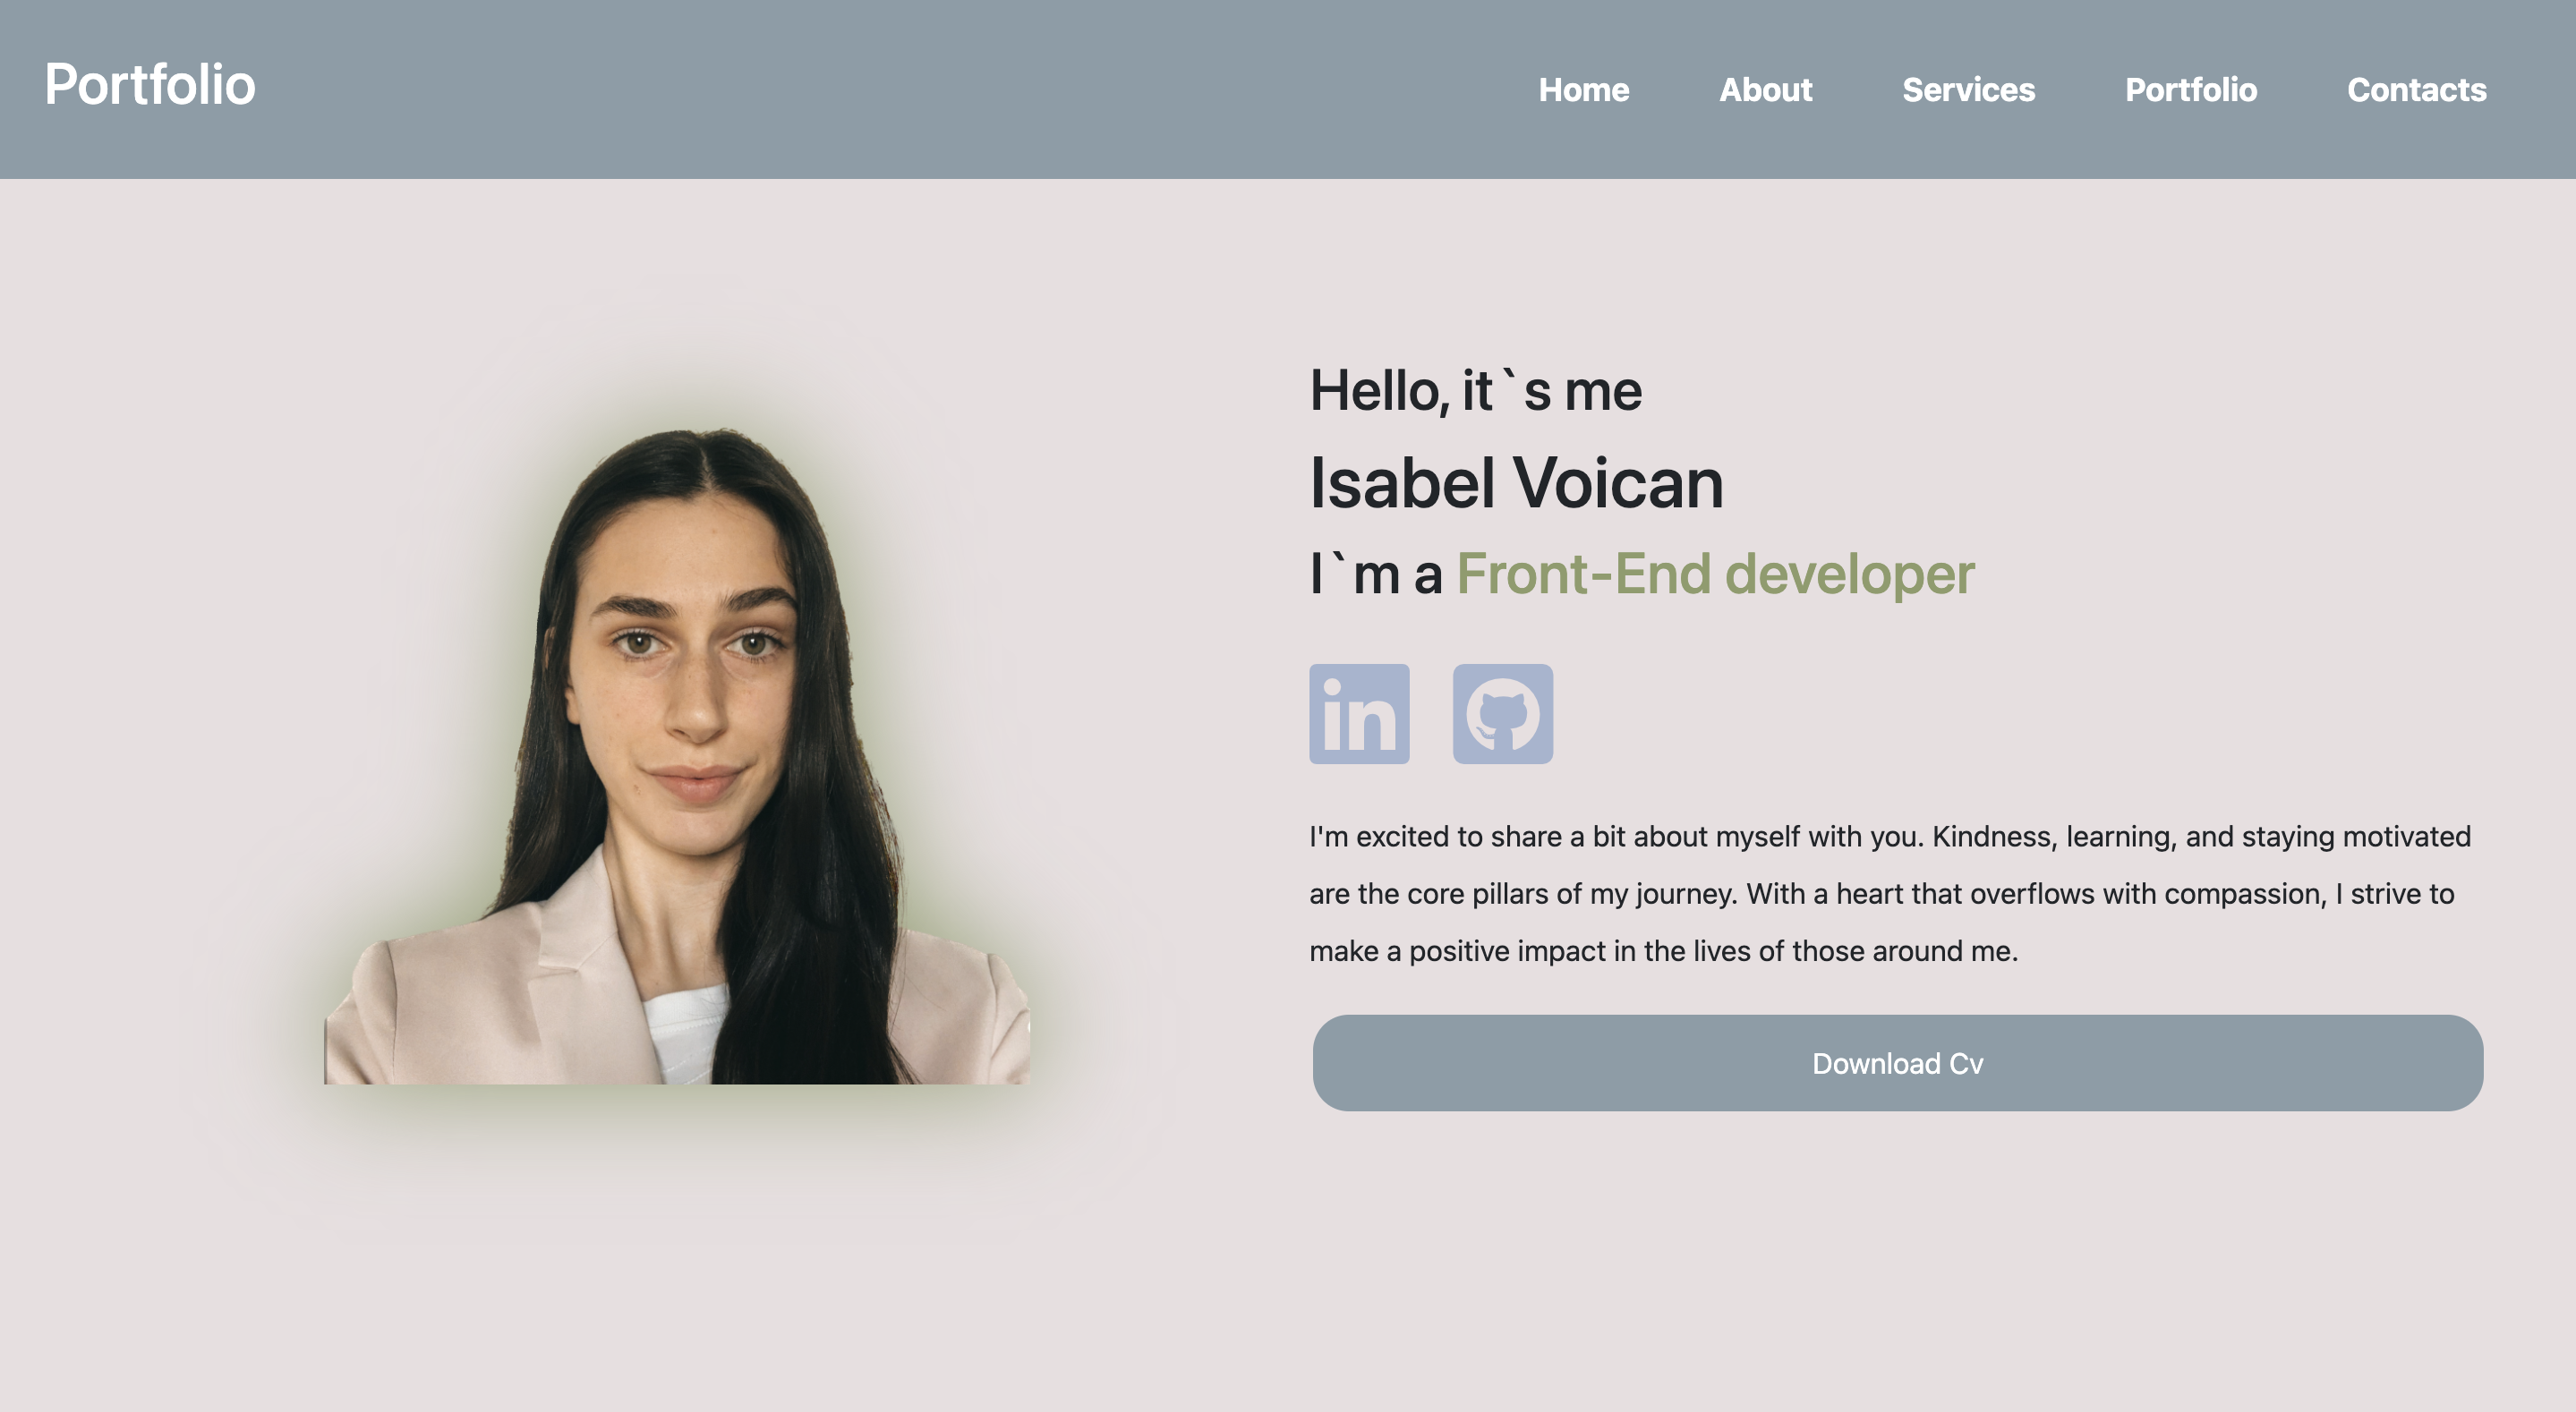 Portfolio
Home About Services Portfolio Contacts
Hello, it`s me
Isabel Voican
I`m a Front-End developer
in
I'm excited to share a bit about myself with you. Kindness, learning, and staying motivated
are the core pillars of my journey. With a heart that overflows with compassion, I strive to
make a positive impact in the lives of those around me.
Download Cv